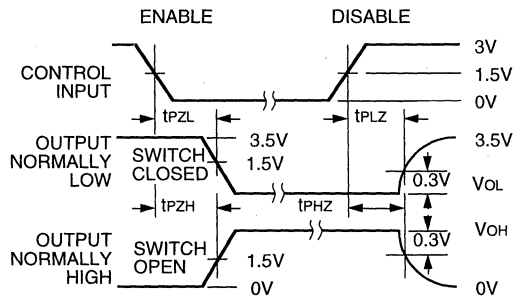 ENABLE DISABLE
3V
CONTROL
INPUT
1.5V
0V
tPZL tPLZ
OUTPUT
NORMALLY
LOW
3.5V
SWITCH
CLOSED
1.5V
3.5V
0.3V
VOL
tPZH tPHZ
OUTPUT
NORMALLY
HIGH
SWITCH
OPEN
1.5V
0V
VOH
0.3V
0V